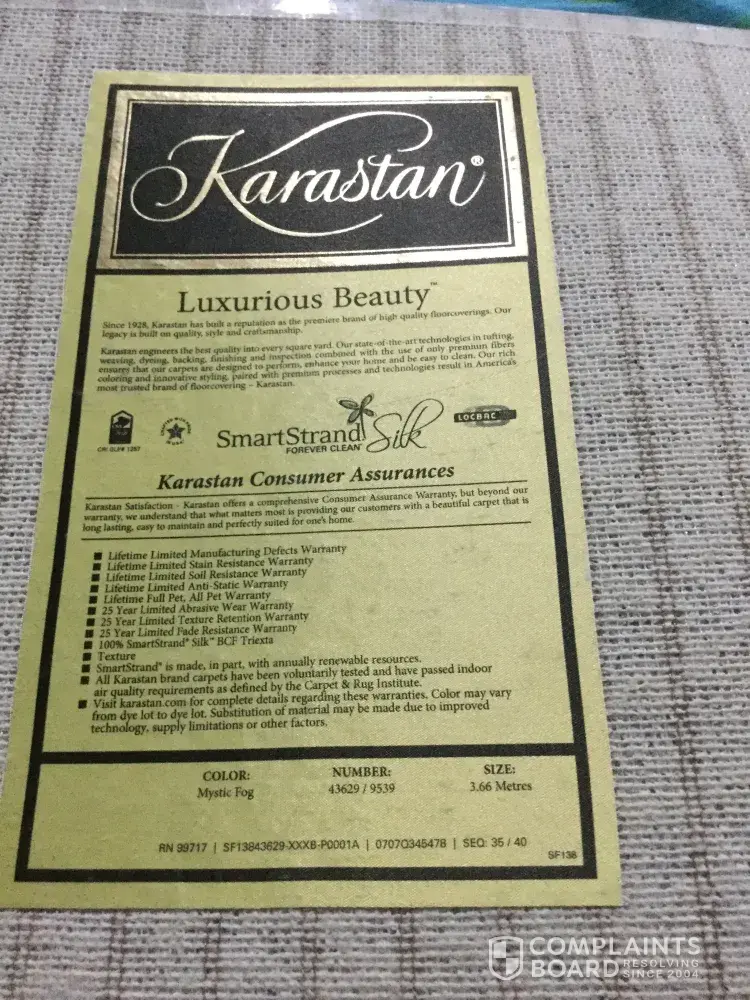 Karastan®
Luxurious Beauty™
Since 1928, Karastan has built a reputation as the premiere brand of high quality floorcoverings. Our
legacy is built on quality, style and craftsmanship.
Karastan engineers the best quality into every square yard. Our state-of-the-art technologies in tufting,
weaving, dyeing, backing, finishing and inspection combined with the use of only premium fibers
ensures that our carpets are designed to perform, enhance your home and be easy to clean. Our rich
coloring and innovative styling, paired with premium processes and technologies result in America's
most trusted brand of floorcovering – Karastan.
SmartStrand Silk
FOREVER CLEAN™
LOCBAC
CRI GLP# 1267
Karastan Consumer Assurances
Karastan Satisfaction - Karastan offers a comprehensive Consumer Assurance Warranty, but beyond our
warranty, we understand that what matters most is providing our customers with a beautiful carpet that is
long lasting, easy to maintain and perfectly suited for one's home.
■ Lifetime Limited Manufacturing Defects Warranty
■ Lifetime Limited Stain Resistance Warranty
■ Lifetime Limited Soil Resistance Warranty
■ Lifetime Limited Anti-Static Warranty
■ Lifetime Full Pet, All Pet Warranty
■ 25 Year Limited Abrasive Wear Warranty
■ 25 Year Limited Texture Retention Warranty
■ 25 Year Limited Fade Resistance Warranty
■ 100% SmartStrand® Silk™ BCF Triexta
■ Texture
■ SmartStrand® is made, in part, with annually renewable resources.
■ All Karastan brand carpets have been voluntarily tested and have passed indoor
air quality requirements as defined by the Carpet & Rug Institute.
■ Visit karastan.com for complete details regarding these warranties. Color may vary
from dye lot to dye lot. Substitution of material may be made due to improved
technology, supply limitations or other factors.
COLOR: NUMBER: SIZE:
Mystic Fog 43629 / 9539 3.66 Metres
RN 99717 | SF13843629-XXXB-P0001A | 0707Q345478 | SEQ: 35 / 40
SF138
COMPLAINTS
BOARD RESOLVING
SINCE 2004